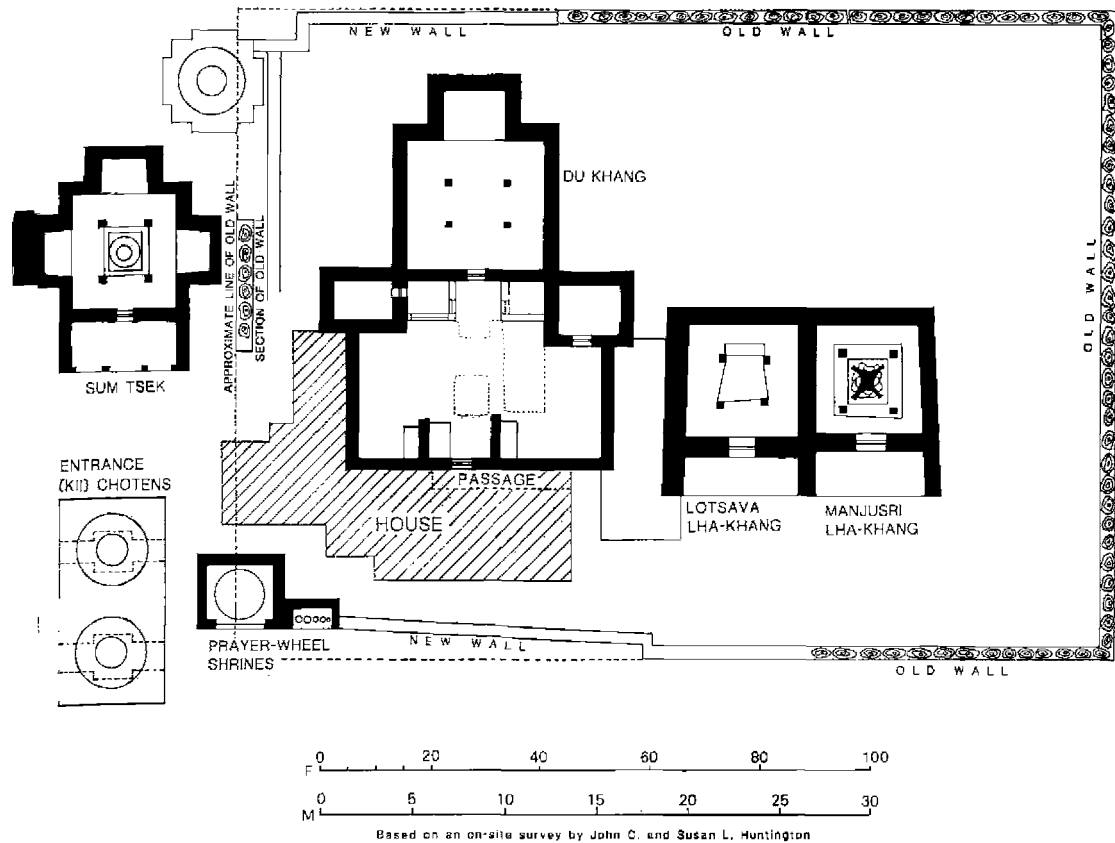 NEW WALL
OLD WALL
DU KHANG
APPROXIMATE LINE OF OLD WALL
SECTION OF OLD WALL
OLD WALL
SUM TSEK
ENTRANCE
(KII) CHOTENS
PASSAGE
HOUSE
LOTSAVA
LHA-KHANG
MANJUSRI
LHA-KHANG
PRAYER-WHEEL
SHRINES
NEW WALL
OLD WALL
0 20 40 60 80 100
F
0 5 10 15 20 25 30
M
Based on an on-site survey by John C. and Susan L. Huntington